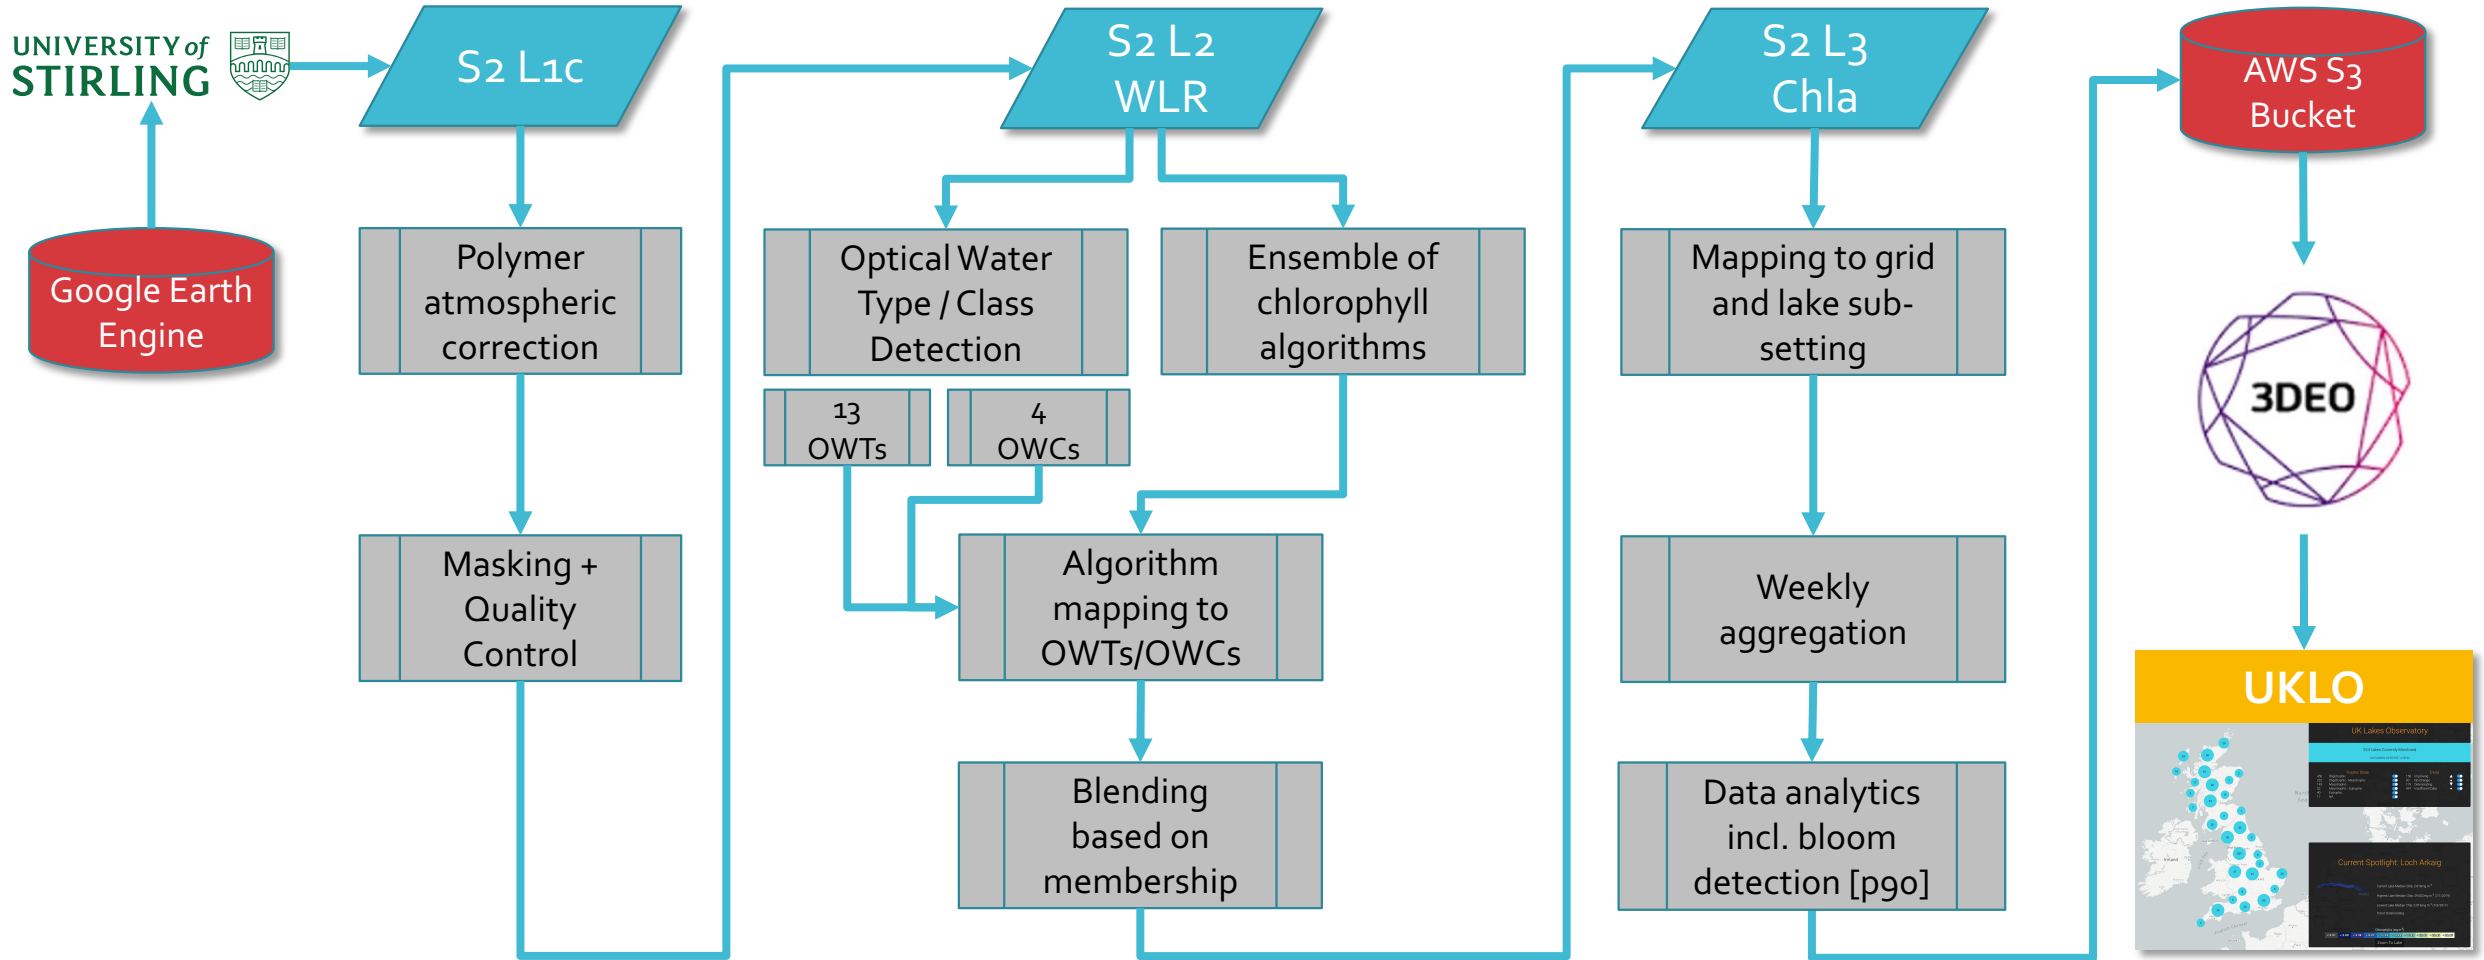 UNIVERSITY of
STIRLING
Google Earth
Engine
S2 L1c
Polymer
atmospheric
correction
Masking +
Quality
Control
S2 L2
WLR
Optical Water
Type / Class
Detection
13
OWTs
4
OWCs
Ensemble of
chlorophyll
algorithms
Algorithm
mapping to
OWTs/OWCs
Blending
based on
membership
S2 L3
Chla
Mapping to grid
and lake sub-
setting
Weekly
aggregation
Data analytics
incl. bloom
detection [p90]
AWS S3
Bucket
3DEO
UKLO
UK Lakes Observatory
Current Spotlight: Loch Arkaig